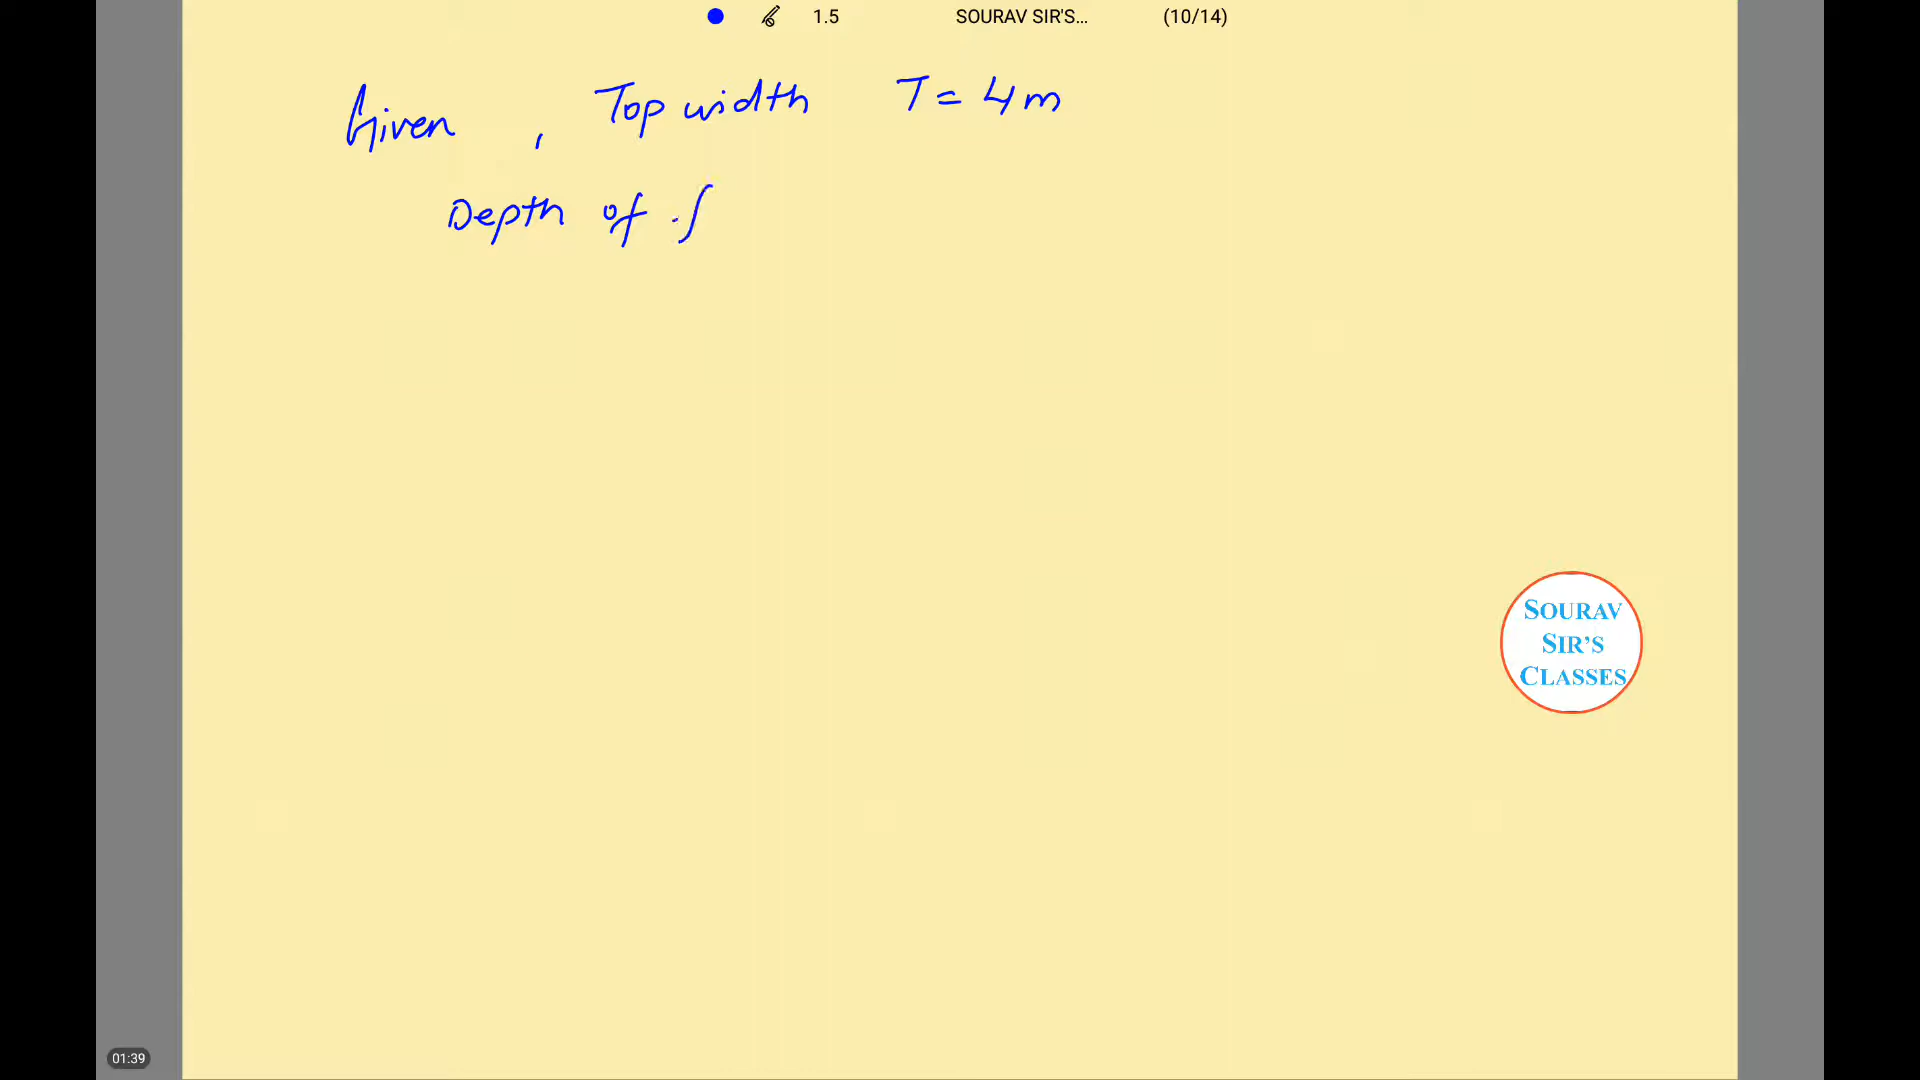 1.5 SOURAV SIR'S... (10/14)
Given , Top width T = 4m
Depth of f
SOURAV
SIR'S
CLASSES
01:39